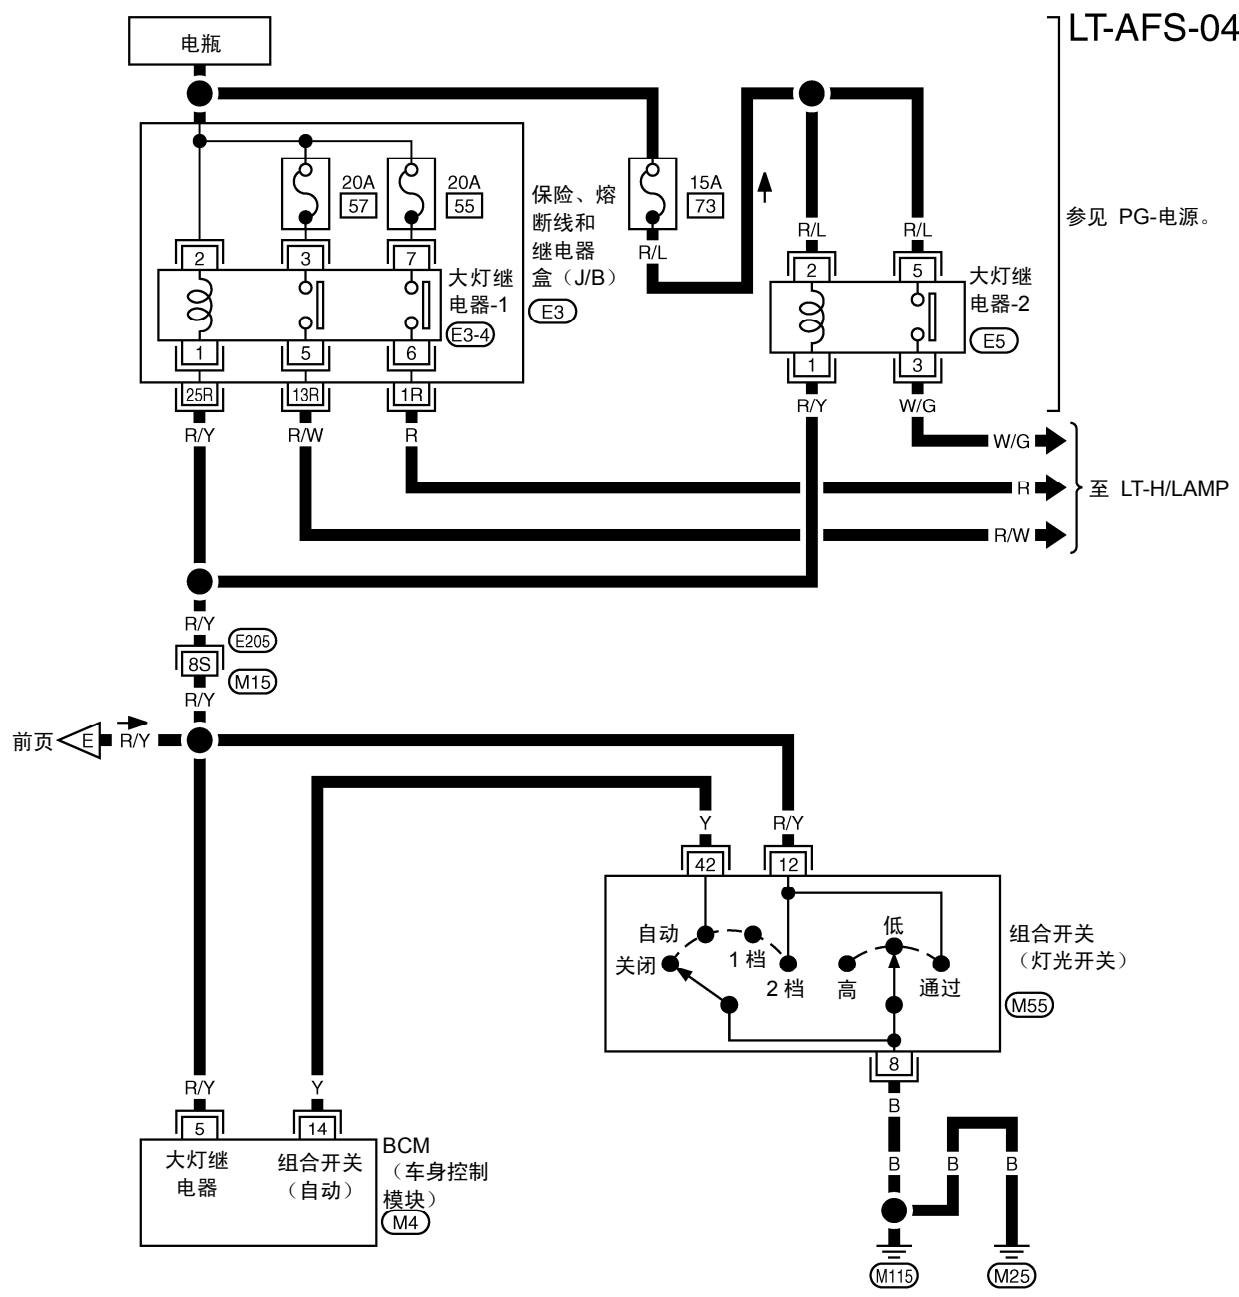 LT-AFS-04
电瓶
20A
57
20A
55
保险、熔
断线和
继电器
盒（J/B）
E3
15A
73
R/L
R/L
R/L
参见 PG-电源。
2
3
7
大灯继
电器-1
E3-4
1
5
6
25R
13R
1R
2
5
大灯继
电器-2
E5
1
3
R/Y
R/W
R
R/Y
W/G
W/G
R
至 LT-H/LAMP
R/W
R/Y
E205
8S
M15
R/Y
前页
E
R/Y
Y
R/Y
42
12
自动
关闭
1 档
2 档
低
高
通过
组合开关
（灯光开关）
M55
8
B
R/Y
Y
5
14
大灯继
电器
组合开关
（自动）
BCM
（车身控制
模块）
M4
B
B
B
M115
M25